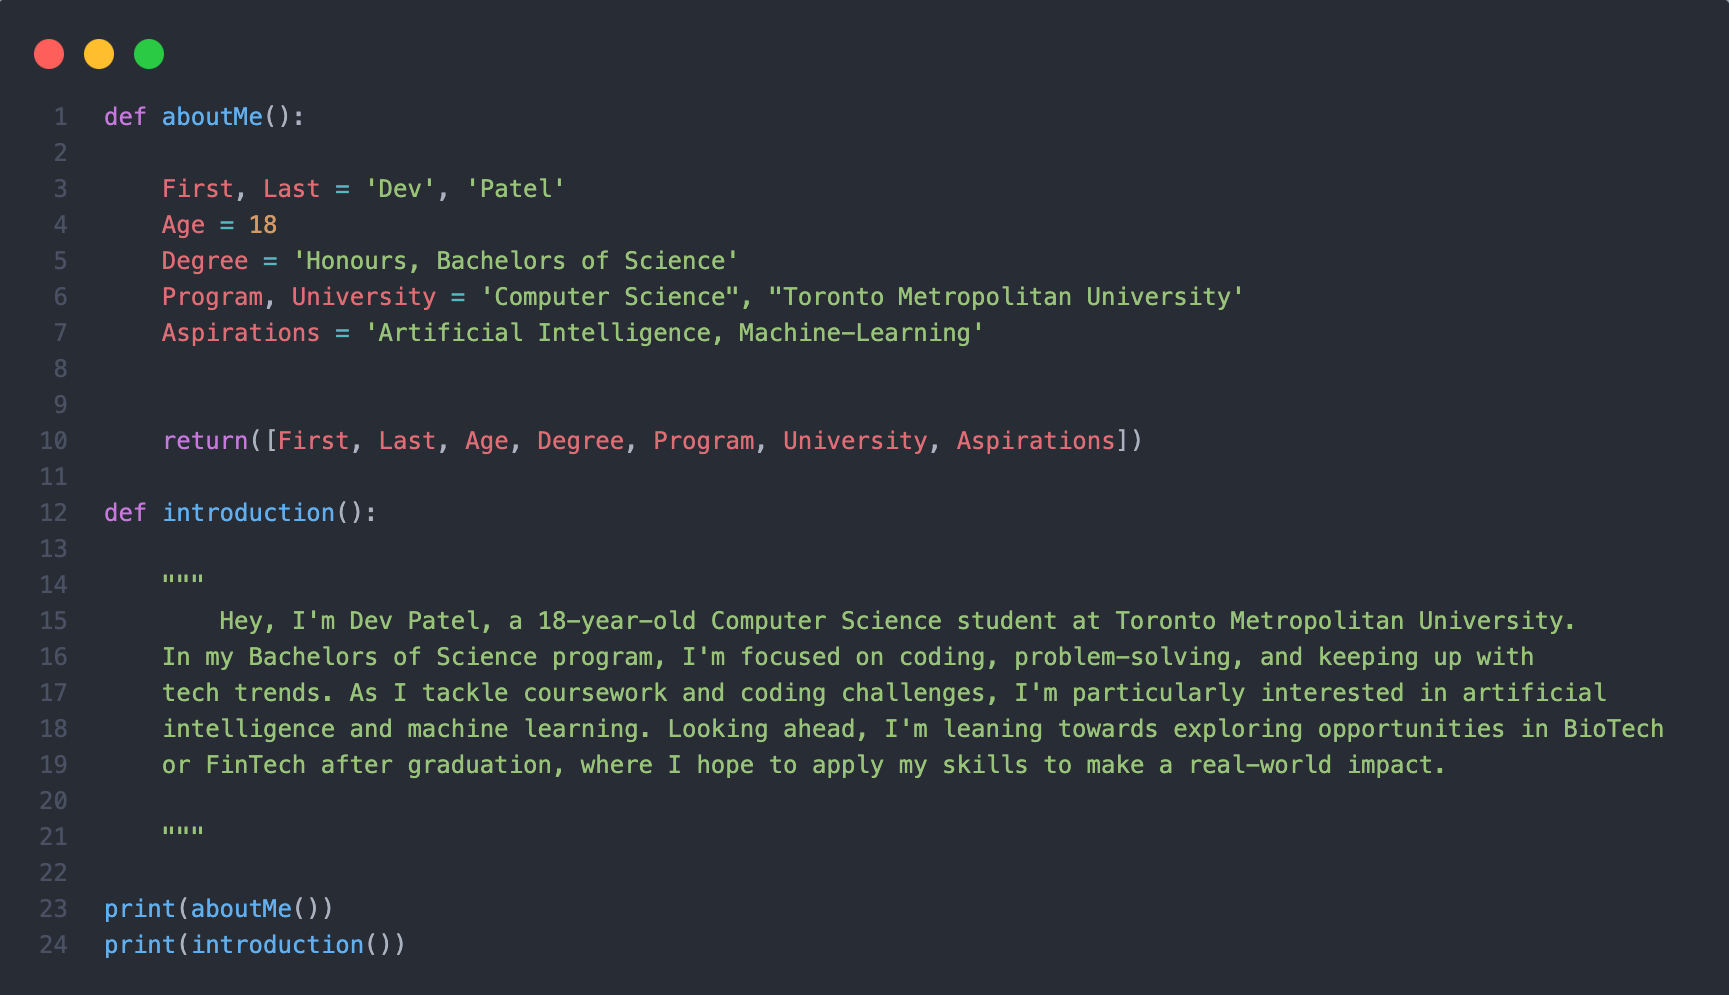 1 def aboutMe():
2
3     First, Last = 'Dev', 'Patel'
4     Age = 18
5     Degree = 'Honours, Bachelors of Science'
6     Program, University = 'Computer Science", "Toronto Metropolitan University'
7     Aspirations = 'Artificial Intelligence, Machine-Learning'
8
9
10     return([First, Last, Age, Degree, Program, University, Aspirations])
11
12 def introduction():
13
14     """
15         Hey, I'm Dev Patel, a 18-year-old Computer Science student at Toronto Metropolitan University.
16     In my Bachelors of Science program, I'm focused on coding, problem-solving, and keeping up with
17     tech trends. As I tackle coursework and coding challenges, I'm particularly interested in artificial
18     intelligence and machine learning. Looking ahead, I'm leaning towards exploring opportunities in BioTech
19     or FinTech after graduation, where I hope to apply my skills to make a real-world impact.
20
21     """
22
23 print(aboutMe())
24 print(introduction())